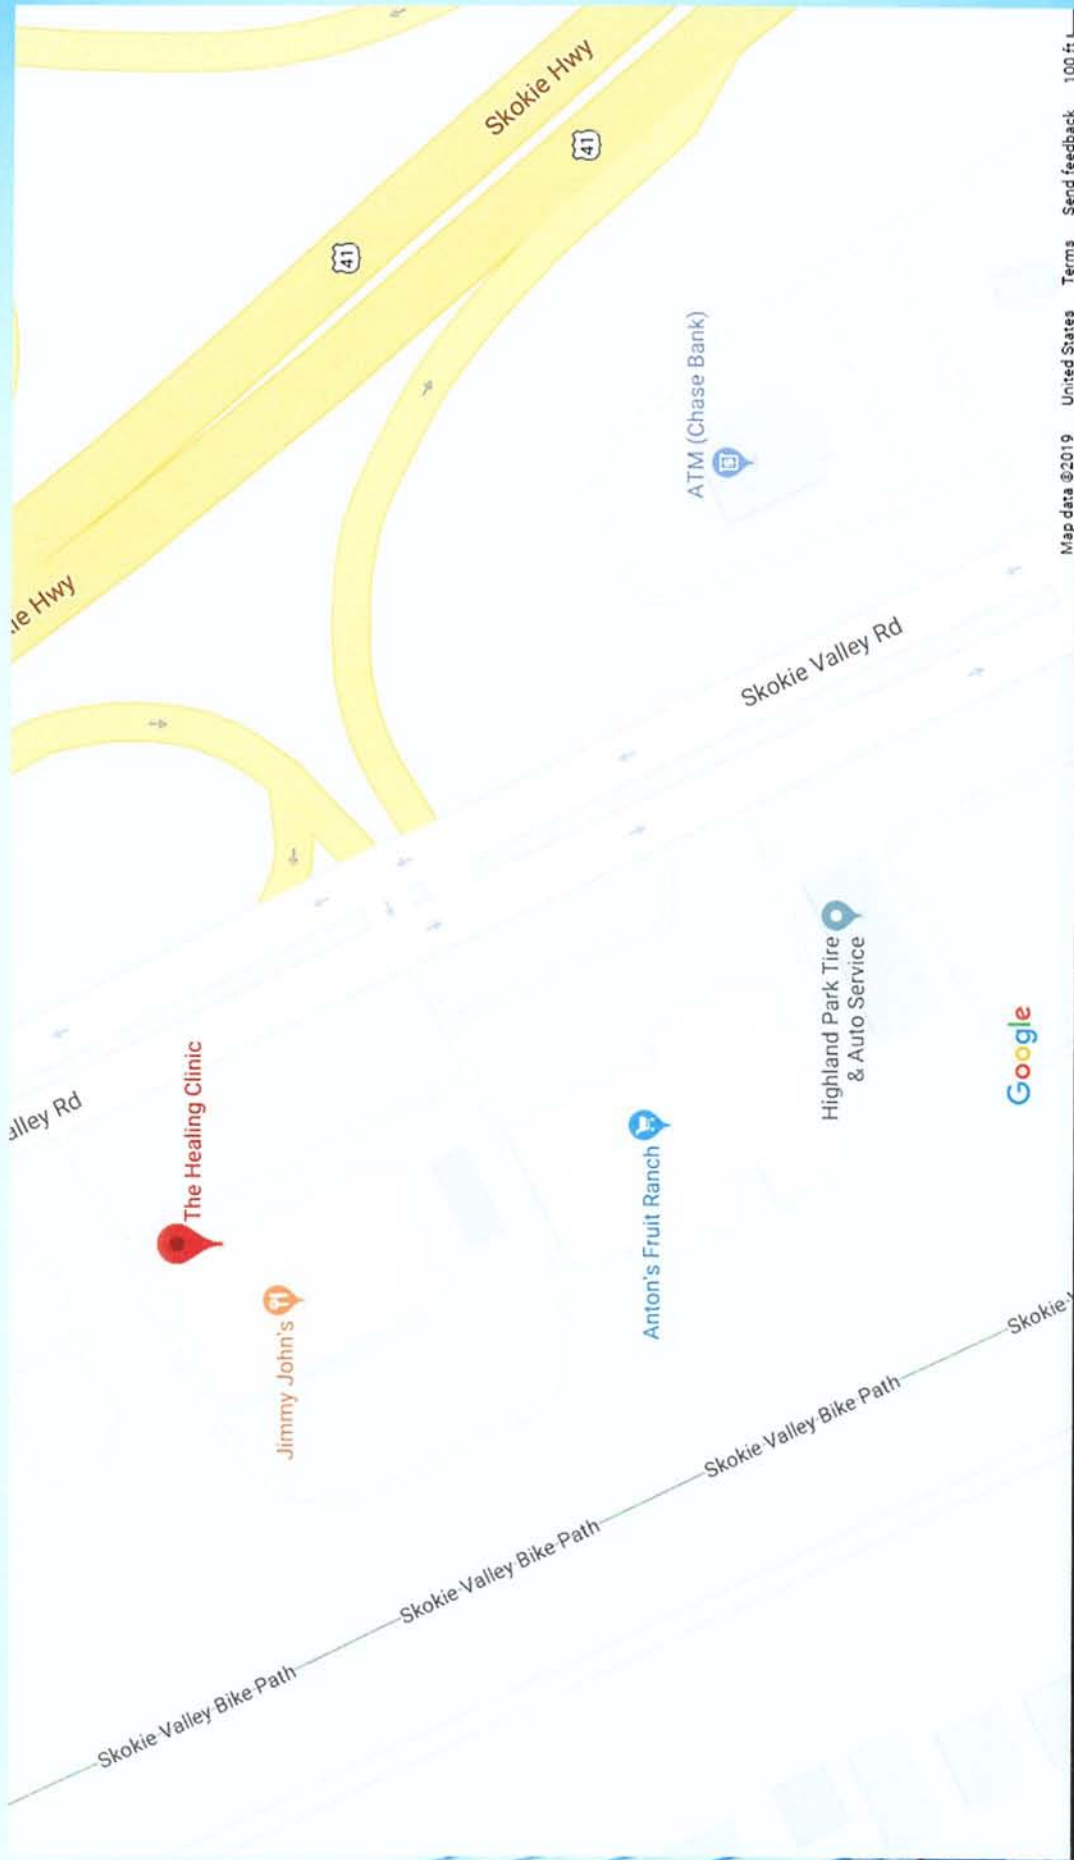 alley Rd
ie Hwy
Skokie Valley Bike Path
The Healing Clinic
Jimmy John's
41
Skokie Valley Bike Path
Skokie Hwy
41
Anton's Fruit Ranch
ATM (Chase Bank)
Skokie Valley Bike Path
Skokie Valley Rd
Highland Park Tire
& Auto Service
Google
Skokie V
Map data ©2019 United States Terms Send feedback 100 ft